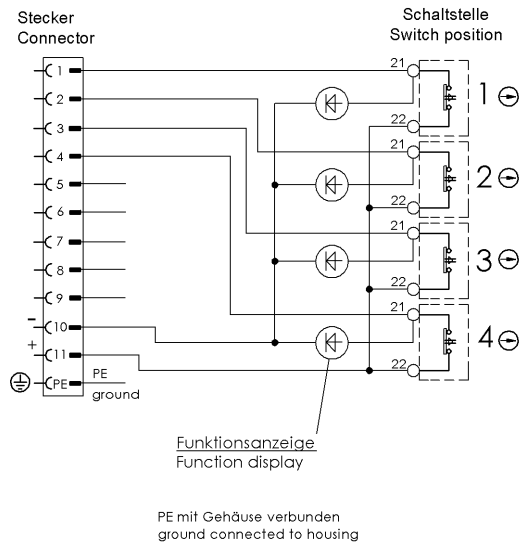 Stecker
Connector
Schaltstelle
Switch position
1
2
3
4
5
6
7
8
9
-
10
+
11
PE
PE
ground
21
22
1
21
22
2
21
22
3
21
22
4
Funktionsanzeige
Function display
PE mit Gehäuse verbunden
ground connected to housing